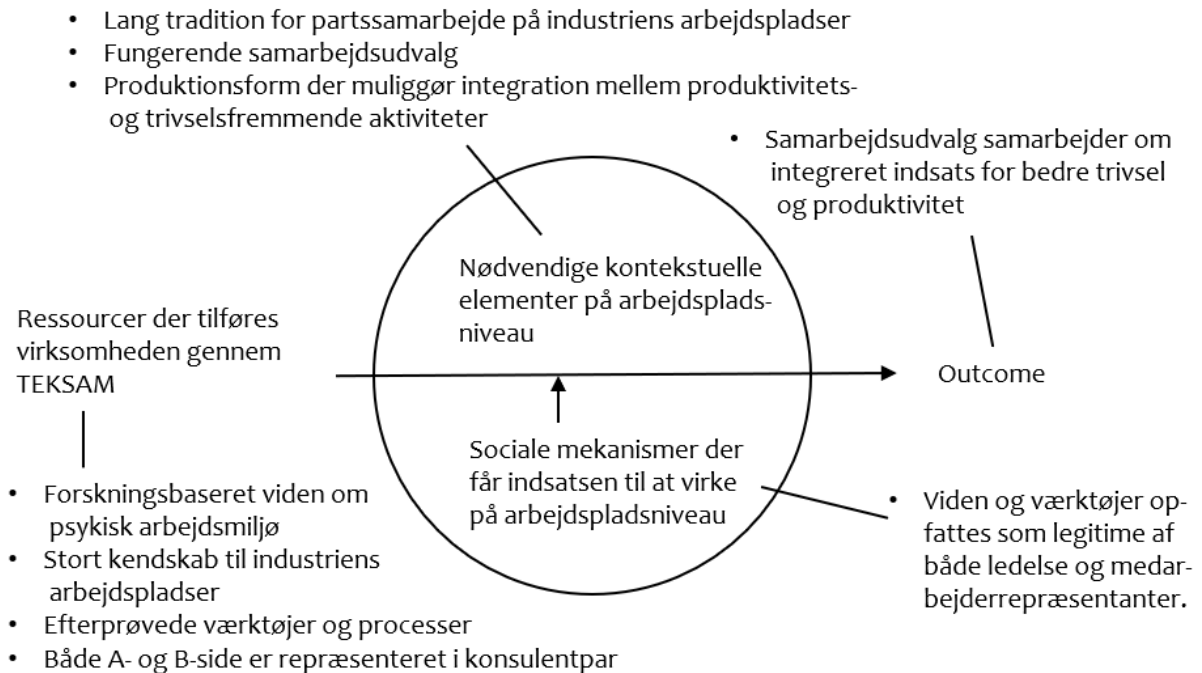 • Lang tradition for partssamarbejde på industriens arbejdspladser
• Fungerende samarbejdsudvalg
• Produktionsform der muliggør integration mellem produktivitets-
og trivselsfremmende aktiviteter
• Samarbejdsudvalg samarbejder om
integreret indsats for bedre trivsel
og produktivitet
Nødvendige kontekstuelle
elementer på arbejdsplads-
niveau
Ressourcer der tilføres
virksomheden gennem
TEKSAM
Outcome
Sociale mekanismer der
får indsatsen til at virke
på arbejdspladsniveau
• Forskningsbaseret viden om
psykisk arbejdsmiljø
• Stort kendskab til industriens
arbejdspladser
• Efterprøvede værktøjer og processer
• Både A- og B-side er repræsenteret i konsulentpar
• Viden og værktøjer op-
fattes som legitime af
både ledelse og medar-
bejderrepræsentanter.